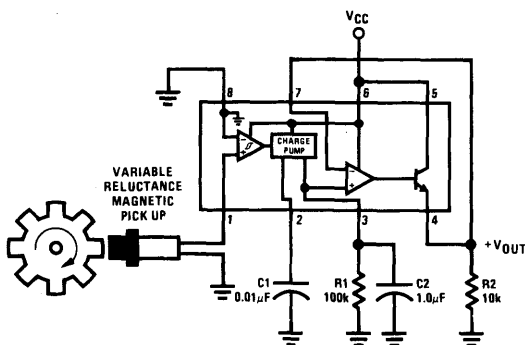 VCC
8
7
6
5
CHARGE
PUMP
VARIABLE
RELUCTANCE
MAGNETIC
PICK UP
1
2
3
4
+VOUT
C1
0.01μF
R1
100k
C2
1.0μF
R2
10k